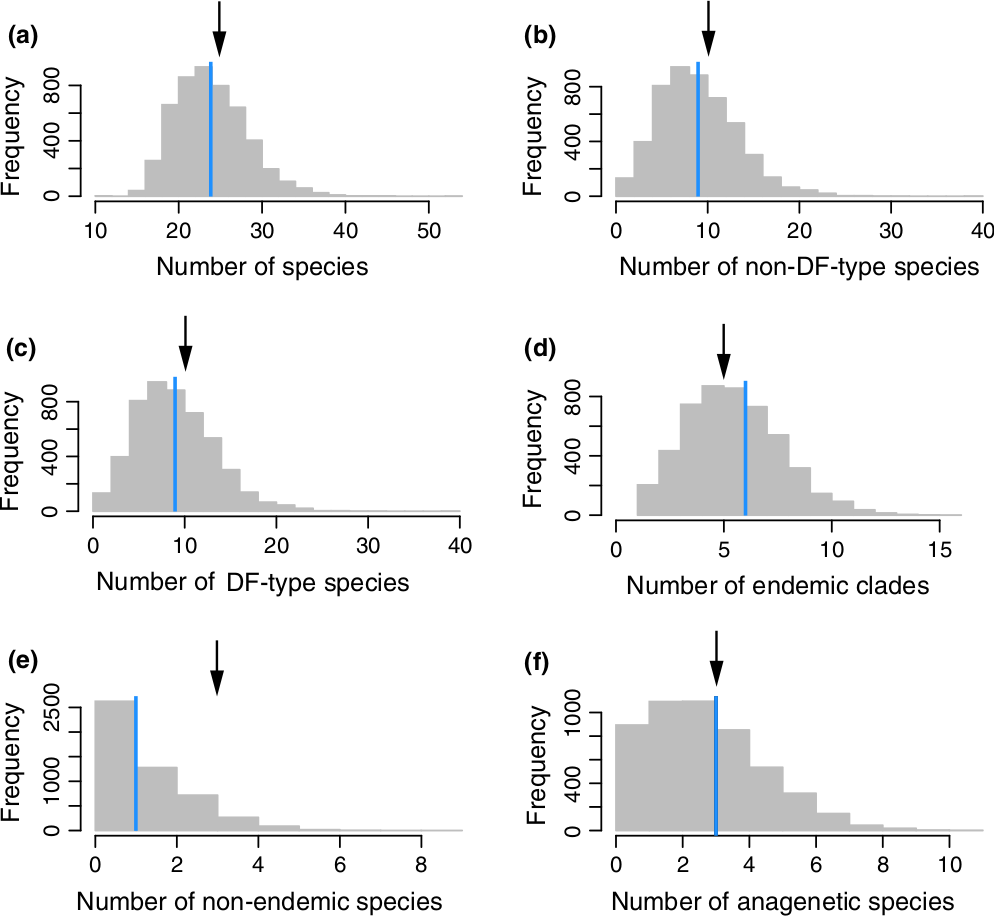 (a)
Frequency
0 400 800
10 20 30 40 50
Number of species
(b)
Frequency
0 400 800
0 10 20 30 40
Number of non-DF-type species
(c)
Frequency
0 400 800
0 10 20 30 40
Number of DF-type species
(d)
Frequency
0 400 800
0 5 10 15
Number of endemic clades
(e)
Frequency
0 1000 2500
0 2 4 6 8
Number of non-endemic species
(f)
Frequency
0 400 1000
0 2 4 6 8 10
Number of anagenetic species